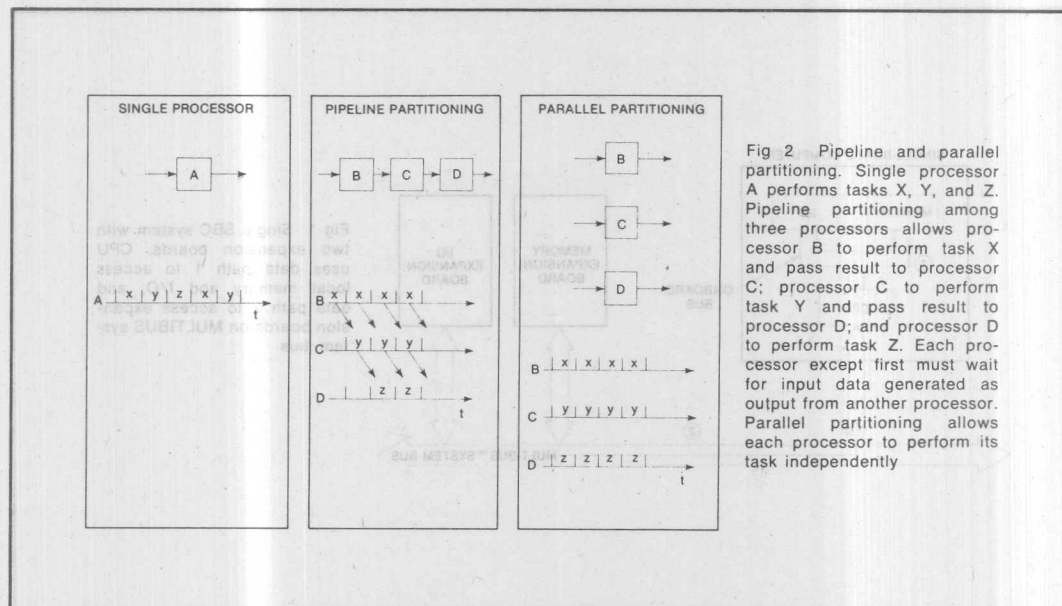 SINGLE PROCESSOR
A
A x y z x y
t
PIPELINE PARTITIONING
B C D
B x x x x
C y y y
D z z
t
PARALLEL PARTITIONING
B
C
D
B x x x x
C y y y y
D z z z z
t
Fig 2 Pipeline and parallel
partitioning. Single processor
A performs tasks X, Y, and Z.
Pipeline partitioning among
three processors allows pro-
cessor B to perform task X
and pass result to processor
C; processor C to perform
task Y and pass result to
processor D; and processor D
to perform task Z. Each pro-
cessor except first must wait
for input data generated as
output from another processor.
Parallel partitioning allows
each processor to perform its
task independently